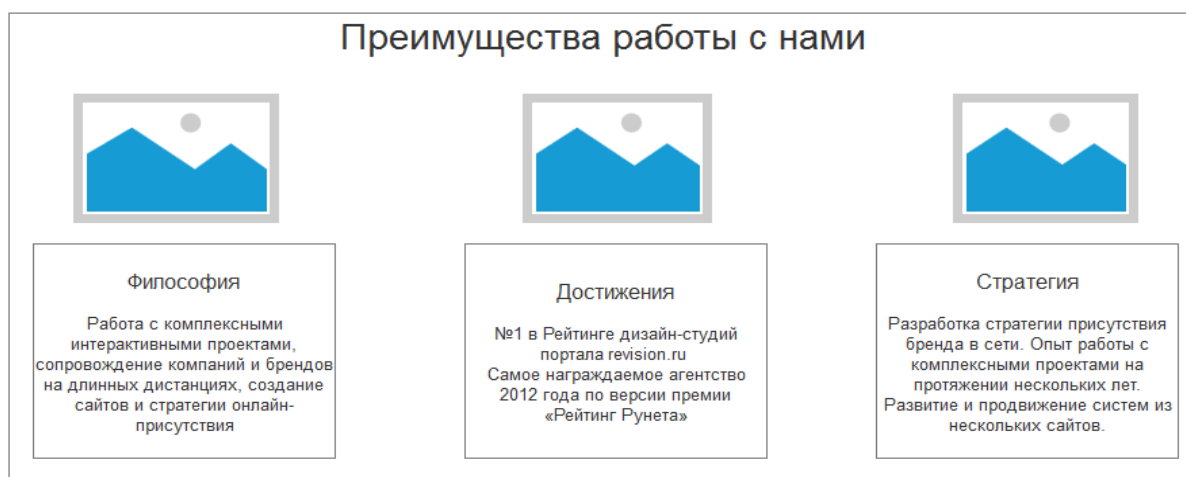 Преимущества работы с нами
Философия
Работа с комплексными
интерактивными проектами,
сопровождение компаний и брендов
на длинных дистанциях, создание
сайтов и стратегии онлайн-
присутствия
Достижения
№1 в Рейтинге дизайн-студий
портала revision.ru
Самое награждаемое агентство
2012 года по версии премии
«Рейтинг Рунета»
Стратегия
Разработка стратегии присутствия
бренда в сети. Опыт работы с
комплексными проектами на
протяжении нескольких лет.
Развитие и продвижение систем из
нескольких сайтов.